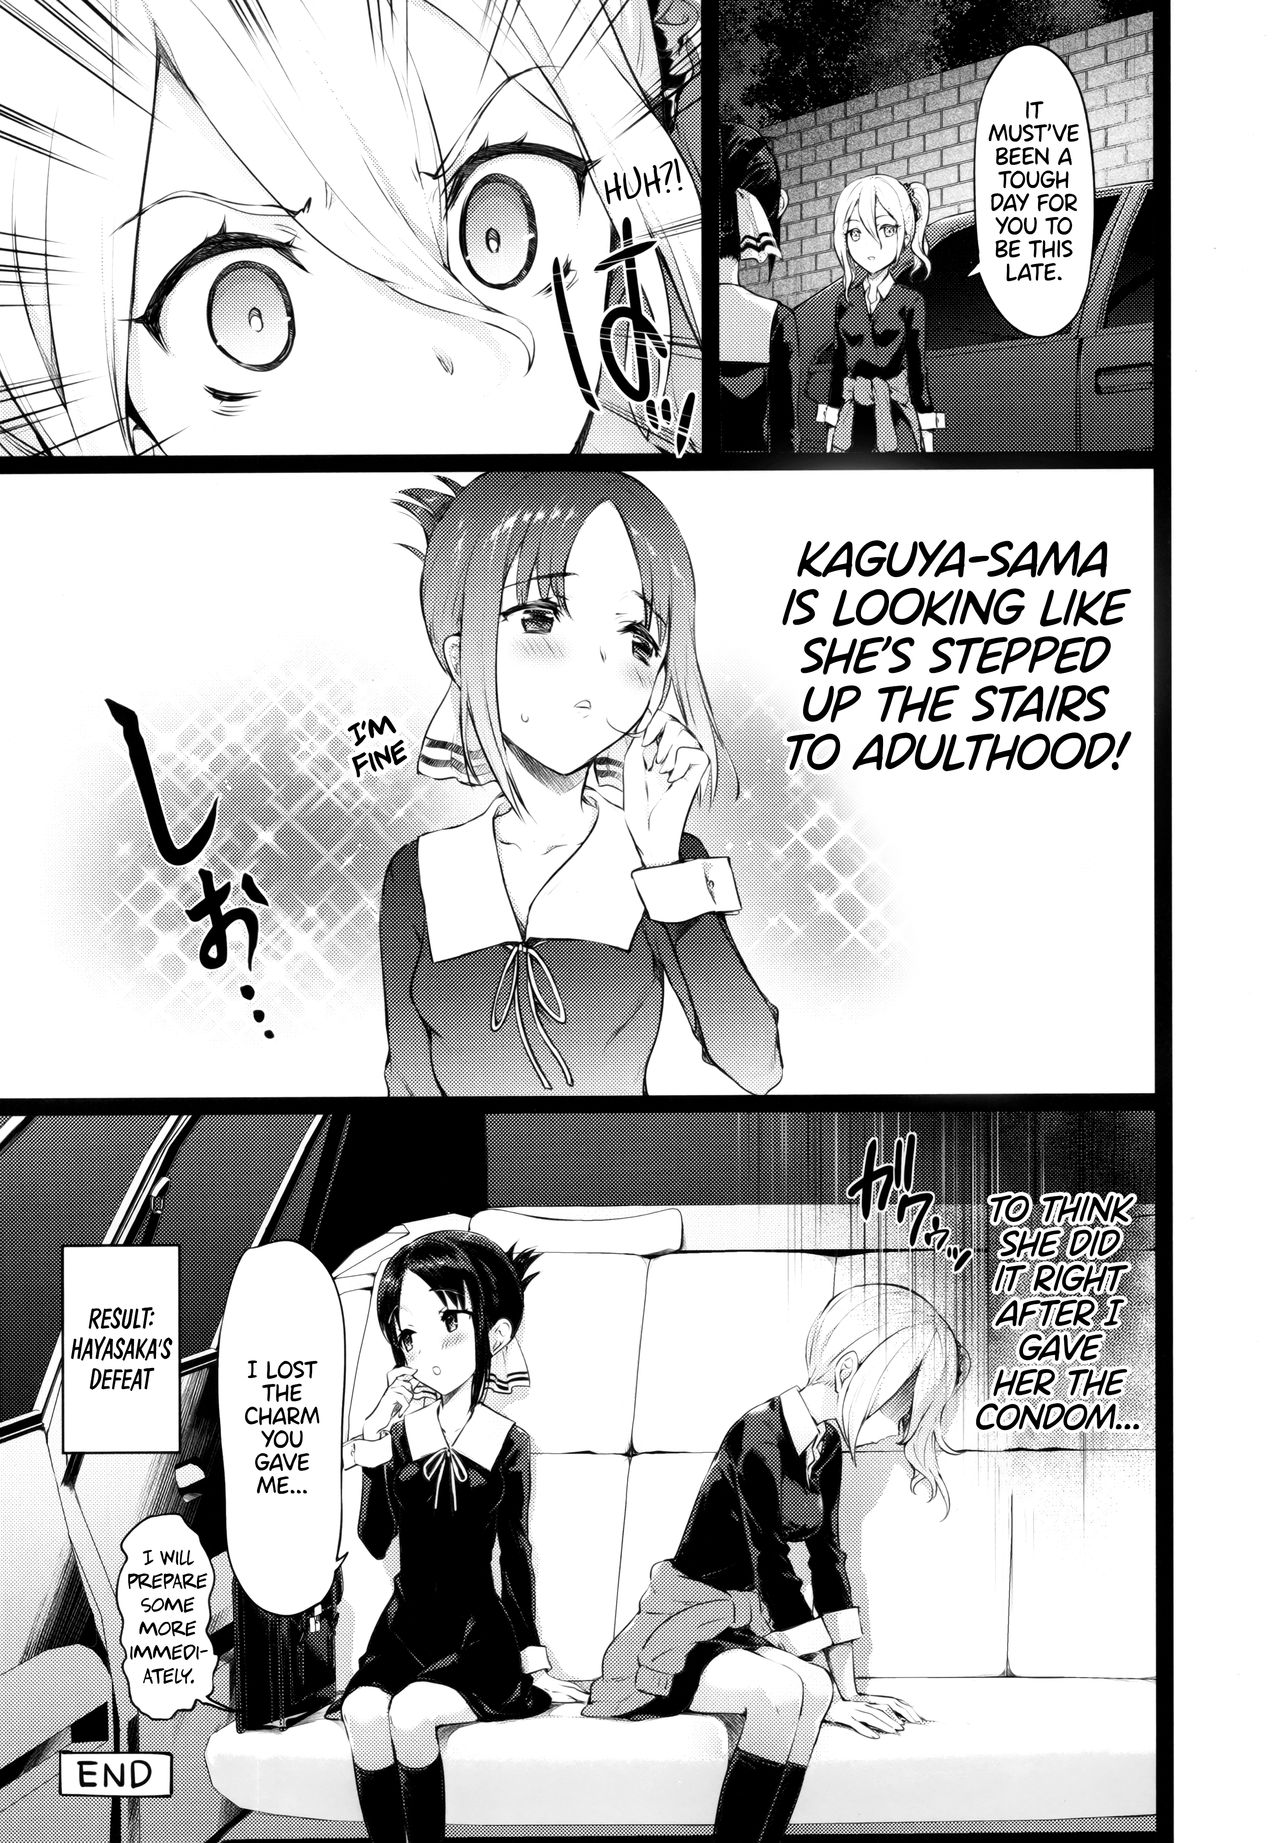 IT
MUST'VE
BEEN A
TOUGH
DAY FOR
YOU TO
BE THIS
LATE.
HUH?!
はッ
KAGUYA-SAMA
IS LOOKING LIKE
SHE'S STEPPED
UP THE STAIRS
TO ADULTHOOD!
I'M
FINE
しお…
TO THINK
SHE DID
IT RIGHT
AFTER I
GAVE
HER THE
CONDOM...
ガクゥッ
I LOST
THE
CHARM
YOU
GAVE
ME...
I WILL
PREPARE
SOME
MORE
IMMEDI-
ATELY.
RESULT:
HAYASAKA'S
DEFEAT
END